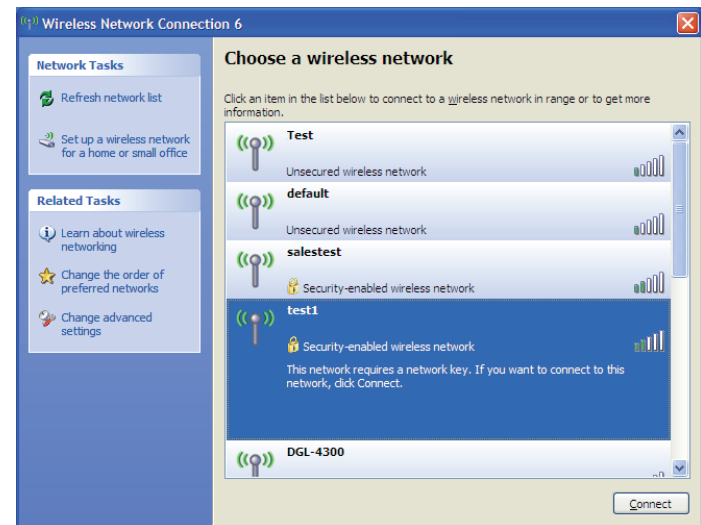 Wireless Network Connection 6
Network Tasks
Refresh network list
Set up a wireless network
for a home or small office
Related Tasks
Learn about wireless
networking
Change the order of
preferred networks
Change advanced
settings
Choose a wireless network
Click an item in the list below to connect to a wireless network in range or to get more
information.
Test
Unsecured wireless network
default
Unsecured wireless network
salestest
Security-enabled wireless network
test1
Security-enabled wireless network
This network requires a network key. If you want to connect to this
network, click Connect.
DGL-4300
Connect